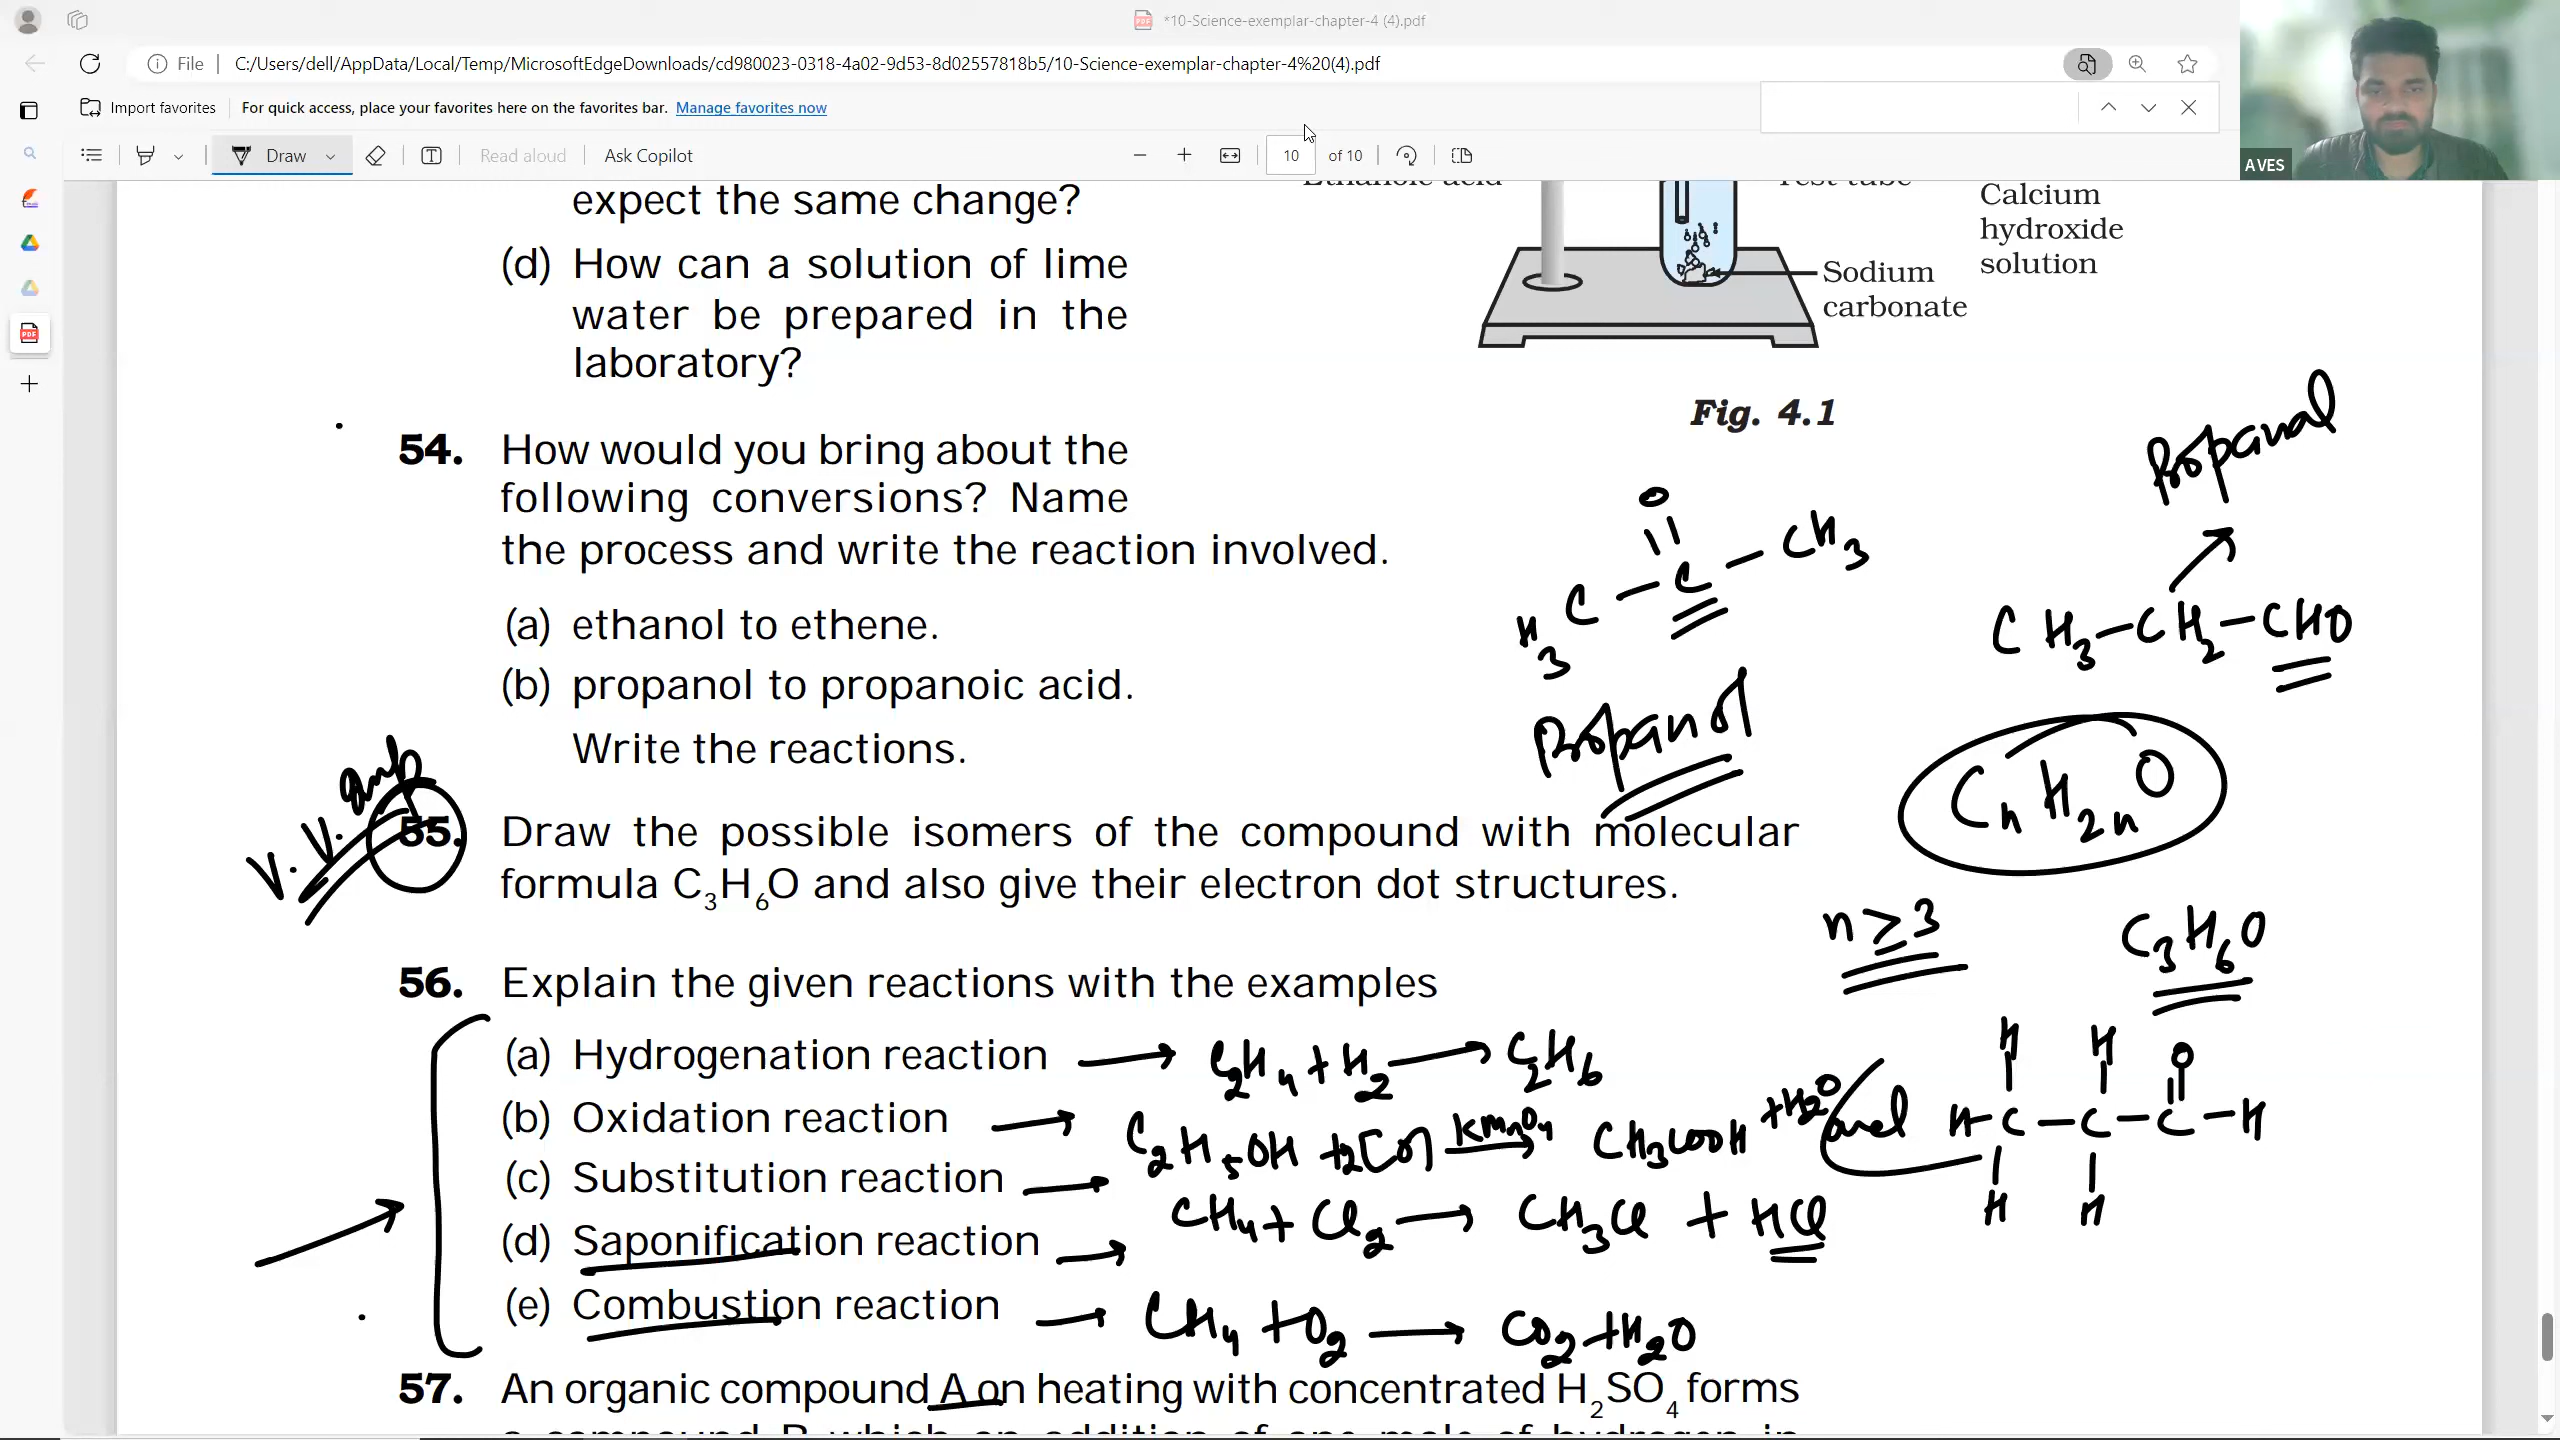 *10-Science-exemplar-chapter-4 (4).pdf
File
C:/Users/dell/AppData/Local/Temp/MicrosoftEdgeDownloads/cd980023-0318-4a02-9d53-8d02557818b5/10-Science-exemplar-chapter-4%20(4).pdf
Import favorites
For quick access, place your favorites here on the favorites bar. Manage favorites now
Draw
Read aloud
Ask Copilot
10 of 10
AVES
expect the same change?
(d) How can a solution of lime
water be prepared in the
laboratory?
Calcium
hydroxide
solution
Sodium
carbonate
Fig. 4.1
54. How would you bring about the
following conversions? Name
the process and write the reaction involved.
(a) ethanol to ethene.
(b) propanol to propanoic acid.
Write the reactions.
Propanal
O
H3C – C – CH3
CH3–CH2–CHO
Propanol
CnH2nO
V. V. Imp
55. Draw the possible isomers of the compound with molecular
formula C3H6O and also give their electron dot structures.
n ≥ 3
C3H6O
56. Explain the given reactions with the examples
(a) Hydrogenation reaction → C2H4 + H2 → C2H6
(b) Oxidation reaction → C2H5OH + 2[O] KMnO4 → CH3COOH + H2O
(c) Substitution reaction → CH4 + Cl2 → CH3Cl + HCl
(d) Saponification reaction →
(e) Combustion reaction → CH4 + O2 → CO2 + H2O
H H O
and H–C–C–C–H
H H
57. An organic compound A on heating with concentrated H2SO4 forms